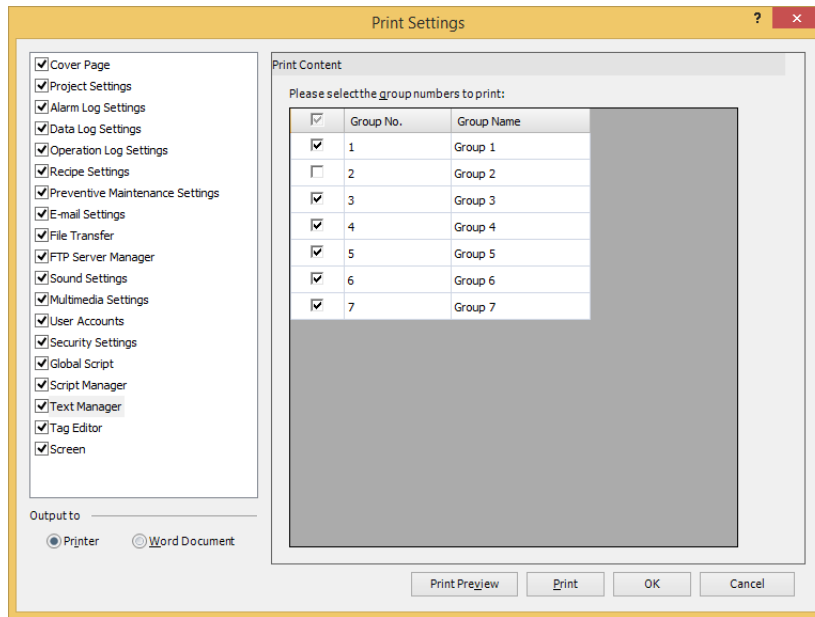 Print Settings
?
Cover Page
Project Settings
Alarm Log Settings
Data Log Settings
Operation Log Settings
Recipe Settings
Preventive Maintenance Settings
E-mail Settings
File Transfer
FTP Server Manager
Sound Settings
Multimedia Settings
User Accounts
Security Settings
Global Script
Script Manager
Text Manager
Tag Editor
Screen
Output to
Printer Word Document
Print Content
Please select the group numbers to print:
Group No. Group Name
1 Group 1
2 Group 2
3 Group 3
4 Group 4
5 Group 5
6 Group 6
7 Group 7
Print Preview Print OK Cancel